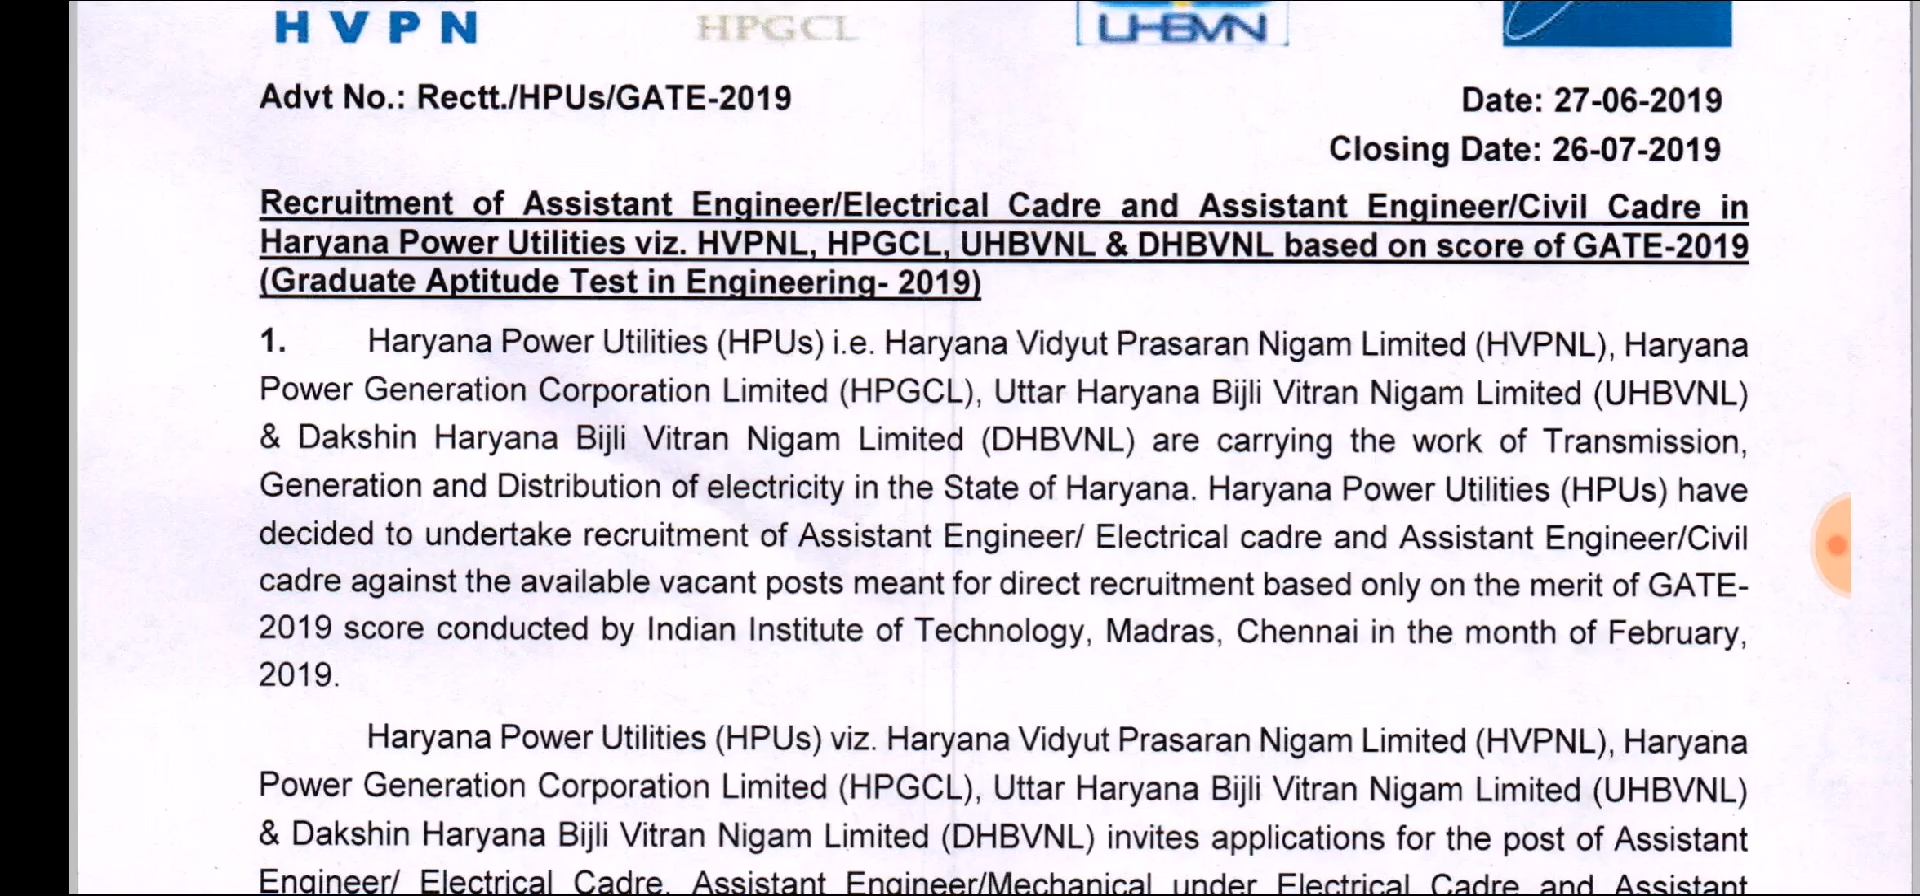 HVPN HPGCL UHBVN
Advt No.: Rectt./HPUs/GATE-2019
Date: 27-06-2019
Closing Date: 26-07-2019
Recruitment of Assistant Engineer/Electrical Cadre and Assistant Engineer/Civil Cadre in
Haryana Power Utilities viz. HVPNL, HPGCL, UHBVNL & DHBVNL based on score of GATE-2019
(Graduate Aptitude Test in Engineering- 2019)
1. Haryana Power Utilities (HPUs) i.e. Haryana Vidyut Prasaran Nigam Limited (HVPNL), Haryana
Power Generation Corporation Limited (HPGCL), Uttar Haryana Bijli Vitran Nigam Limited (UHBVNL)
& Dakshin Haryana Bijli Vitran Nigam Limited (DHBVNL) are carrying the work of Transmission,
Generation and Distribution of electricity in the State of Haryana. Haryana Power Utilities (HPUs) have
decided to undertake recruitment of Assistant Engineer/ Electrical cadre and Assistant Engineer/Civil
cadre against the available vacant posts meant for direct recruitment based only on the merit of GATE-
2019 score conducted by Indian Institute of Technology, Madras, Chennai in the month of February,
2019.
Haryana Power Utilities (HPUs) viz. Haryana Vidyut Prasaran Nigam Limited (HVPNL), Haryana
Power Generation Corporation Limited (HPGCL), Uttar Haryana Bijli Vitran Nigam Limited (UHBVNL)
& Dakshin Haryana Bijli Vitran Nigam Limited (DHBVNL) invites applications for the post of Assistant
Engineer/ Electrical Cadre, Assistant Engineer/Mechanical under Electrical Cadre and Assistant